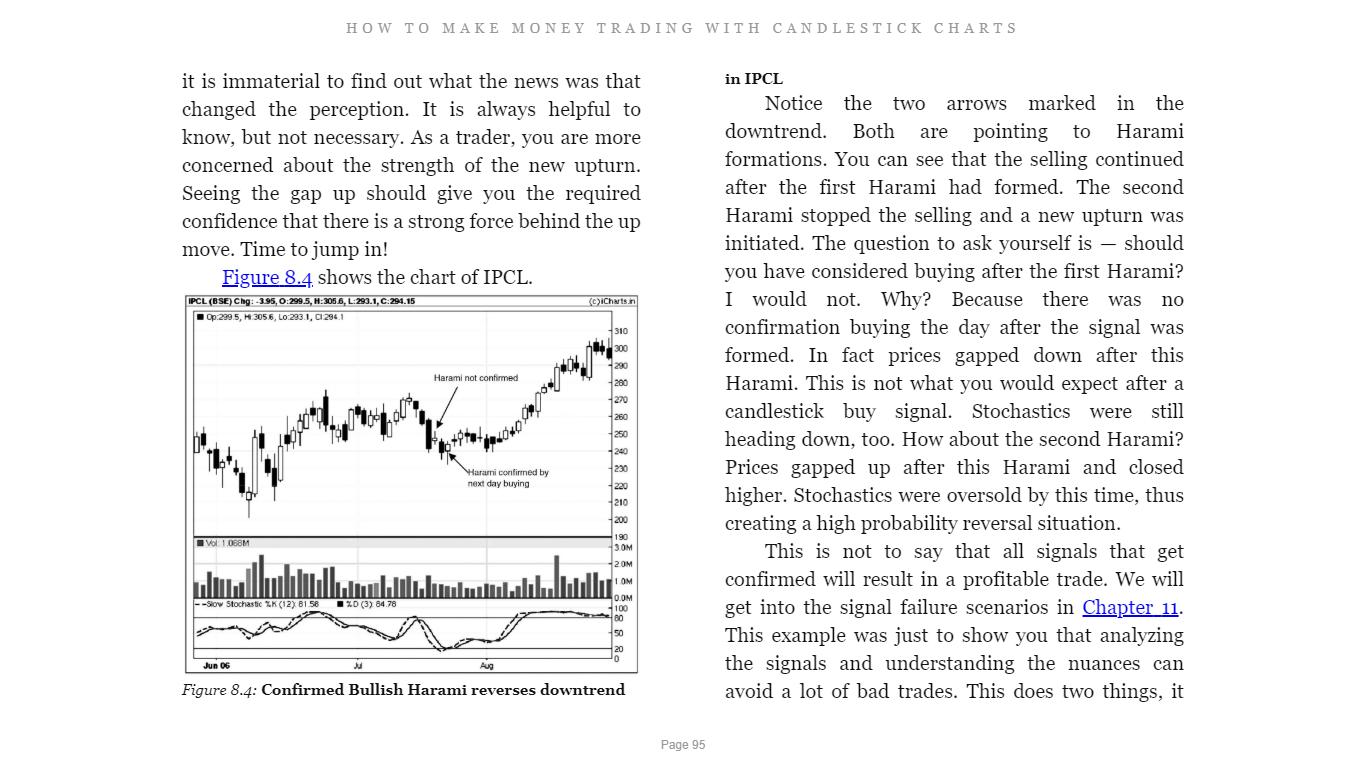 HOW TO MAKE MONEY TRADING WITH CANDLESTICK CHARTS
it is immaterial to find out what the news was that
changed the perception. It is always helpful to
know, but not necessary. As a trader, you are more
concerned about the strength of the new upturn.
Seeing the gap up should give you the required
confidence that there is a strong force behind the up
move. Time to jump in!
Figure 8.4 shows the chart of IPCL.
IPCL (BSE) Chg: -3.95, O:299.5, H:305.6, L:293.1, C:294.15 (c)iCharts.in
Op:299.5, Hi:305.6, Lo:293.1, Cl:294.1
310
300
290
280
Harami not confirmed
270
260
250
240
230
Harami confirmed by
next day buying
220
210
200
190
Vol: 1.068M
3.0M
2.0M
1.0M
0.0M
--Slow Stochastic %K (12): 81.58 %D (3): 84.78
100
80
50
20
0
Jun 06 Jul Aug
Figure 8.4: Confirmed Bullish Harami reverses downtrend
in IPCL
Notice the two arrows marked in the
downtrend. Both are pointing to Harami
formations. You can see that the selling continued
after the first Harami had formed. The second
Harami stopped the selling and a new upturn was
initiated. The question to ask yourself is — should
you have considered buying after the first Harami?
I would not. Why? Because there was no
confirmation buying the day after the signal was
formed. In fact prices gapped down after this
Harami. This is not what you would expect after a
candlestick buy signal. Stochastics were still
heading down, too. How about the second Harami?
Prices gapped up after this Harami and closed
higher. Stochastics were oversold by this time, thus
creating a high probability reversal situation.
This is not to say that all signals that get
confirmed will result in a profitable trade. We will
get into the signal failure scenarios in Chapter 11.
This example was just to show you that analyzing
the signals and understanding the nuances can
avoid a lot of bad trades. This does two things, it
Page 95